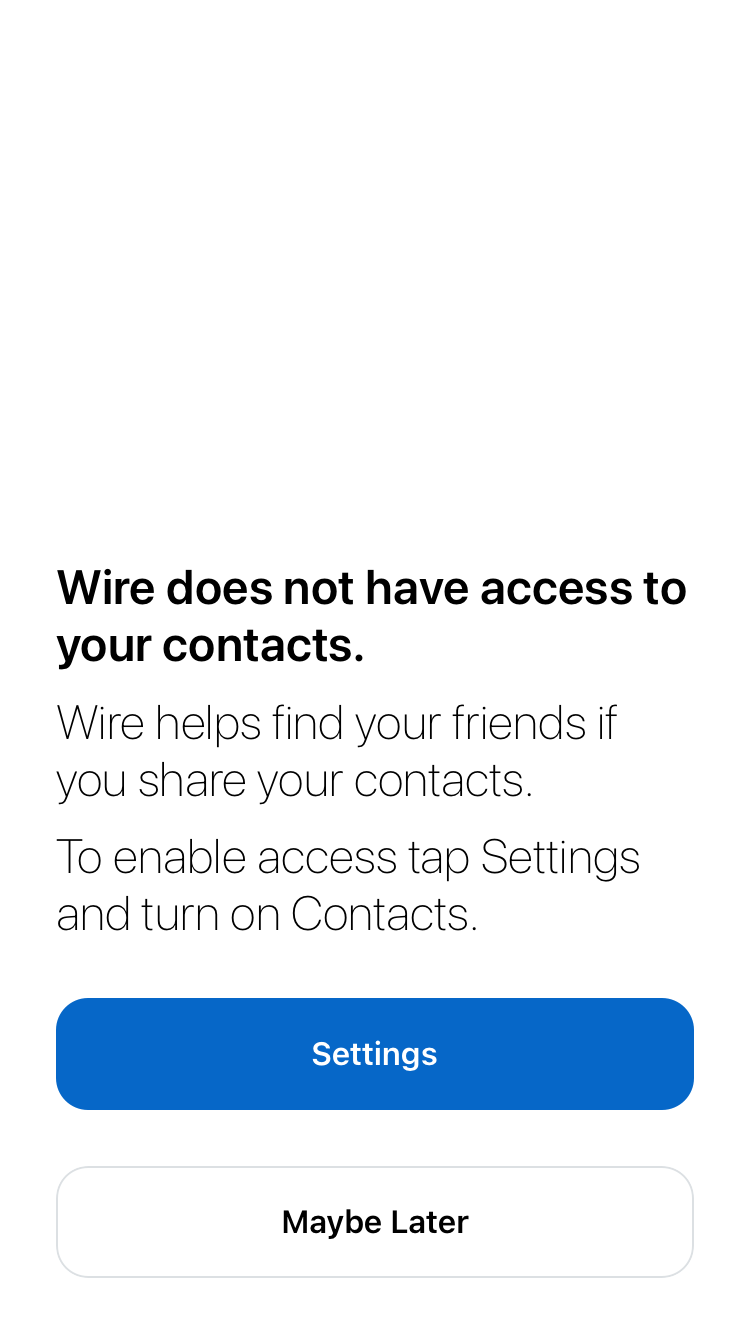 Wire does not have access to
your contacts.
Wire helps find your friends if
you share your contacts.
To enable access tap Settings
and turn on Contacts.
Settings
Maybe Later